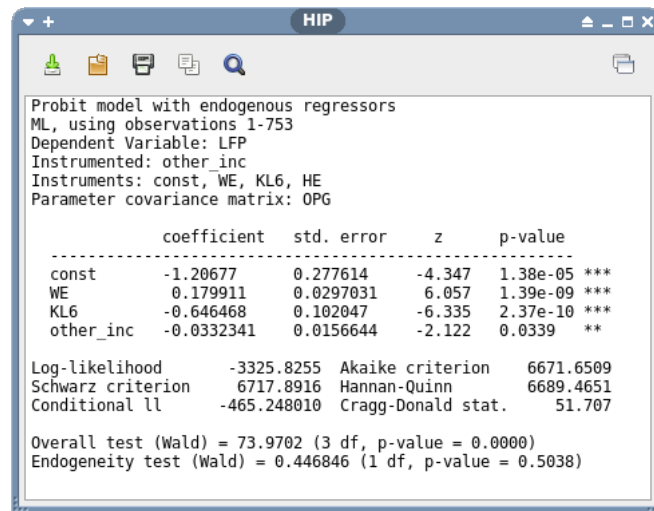 HIP
Probit model with endogenous regressors
ML, using observations 1-753
Dependent Variable: LFP
Instrumented: other_inc
Instruments: const, WE, KL6, HE
Parameter covariance matrix: OPG
coefficient std. error z p-value
-------------------------------------------------------
const -1.20677 0.277614 -4.347 1.38e-05 ***
WE 0.179911 0.0297031 6.057 1.39e-09 ***
KL6 -0.646468 0.102047 -6.335 2.37e-10 ***
other_inc -0.0332341 0.0156644 -2.122 0.0339 **
Log-likelihood -3325.8255 Akaike criterion 6671.6509
Schwarz criterion 6717.8916 Hannan-Quinn 6689.4651
Conditional ll -465.248010 Cragg-Donald stat. 51.707
Overall test (Wald) = 73.9702 (3 df, p-value = 0.0000)
Endogeneity test (Wald) = 0.446846 (1 df, p-value = 0.5038)